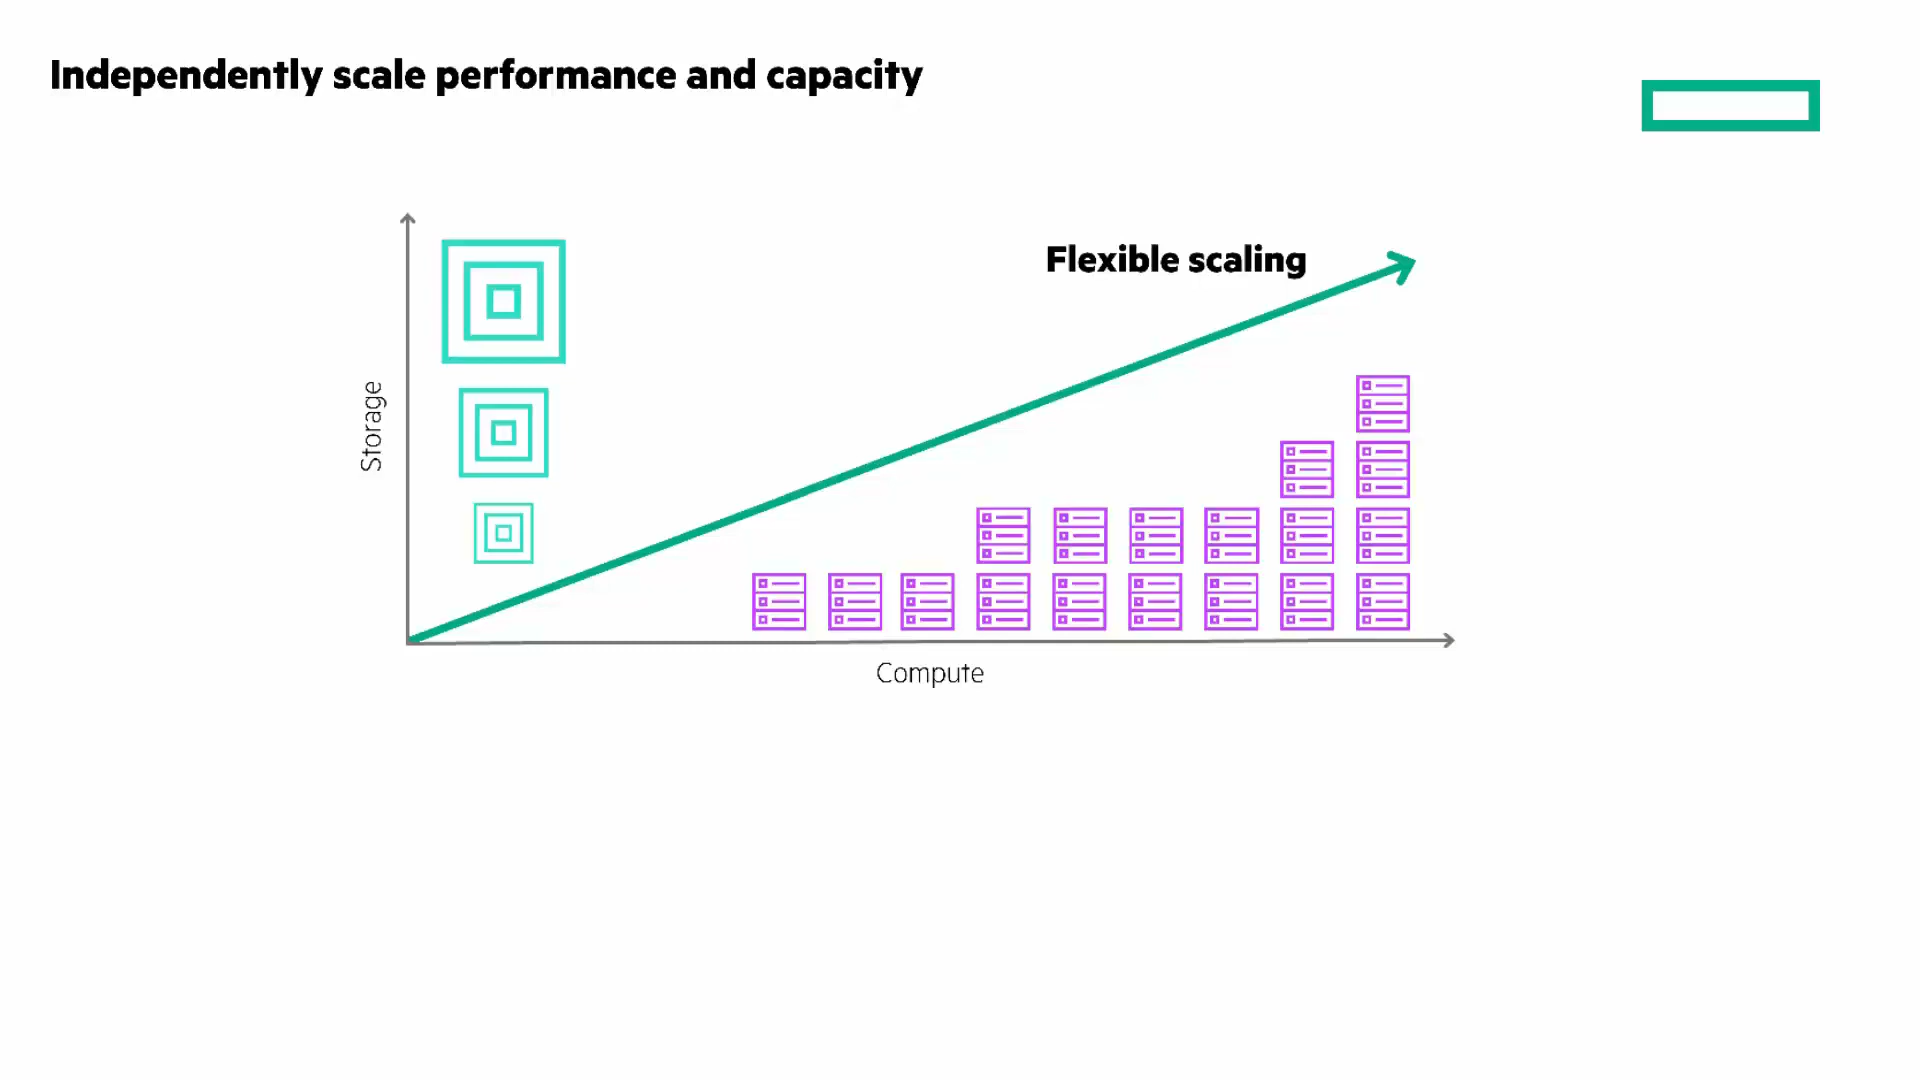 Independently scale performance and capacity
Flexible scaling
Storage
Compute